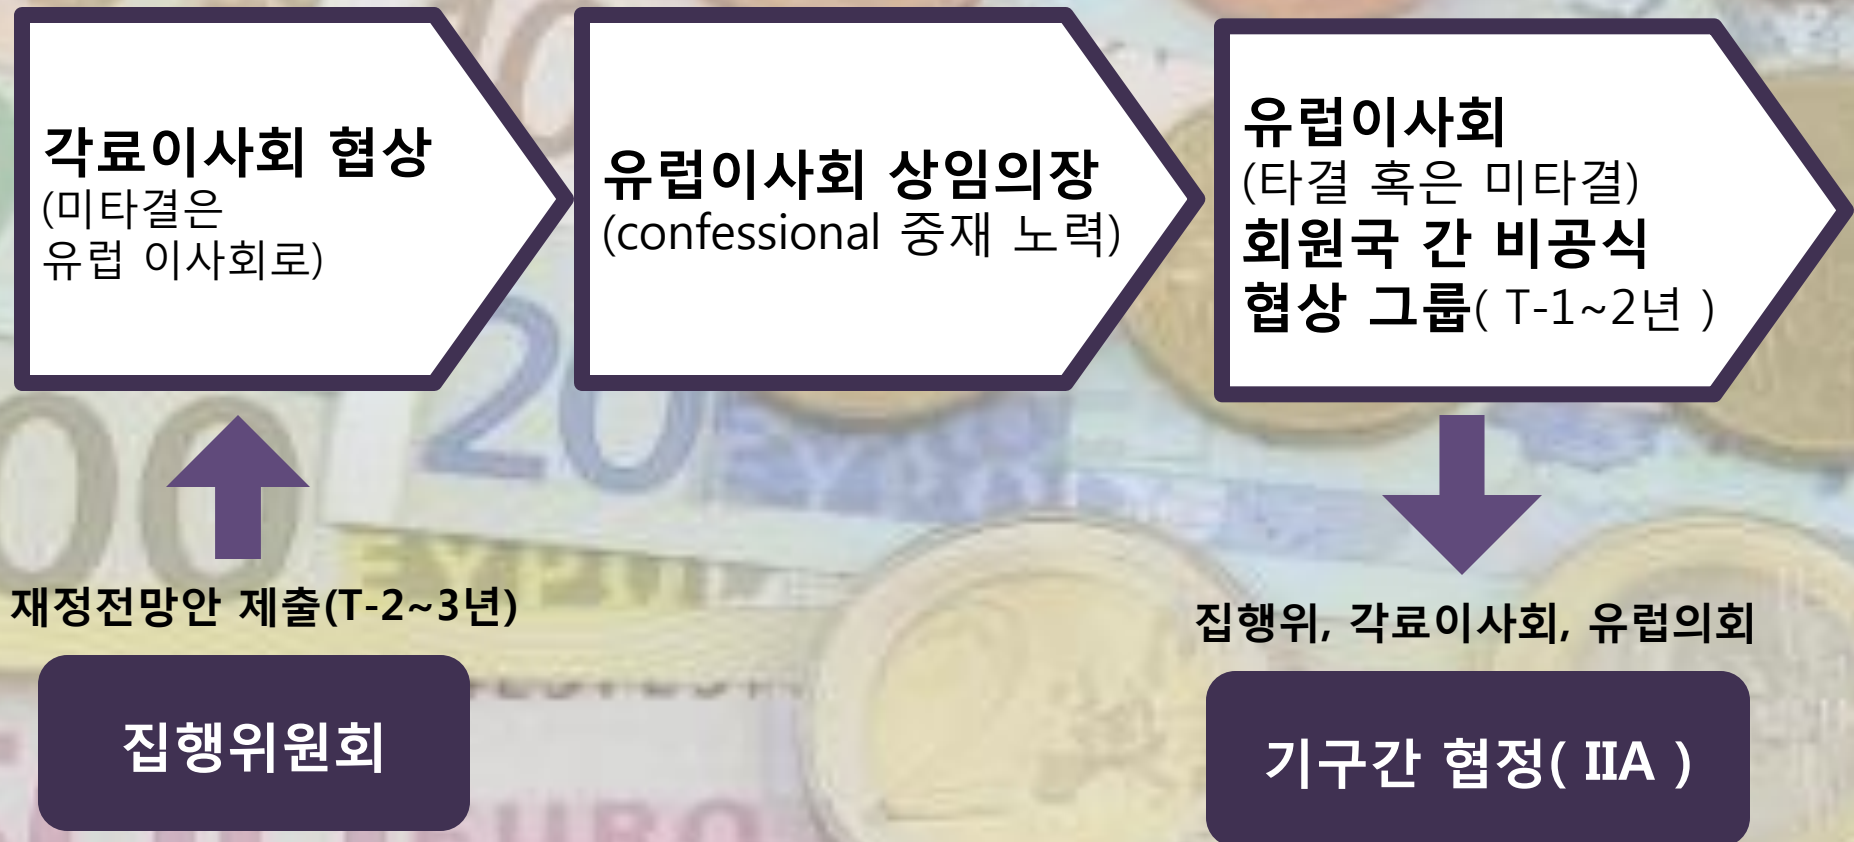 각료이사회 협상
(미타결은
유럽 이사회로)
유럽이사회 상임의장
(confessional 중재 노력)
유럽이사회
(타결 혹은 미타결)
회원국 간 비공식
협상 그룹( T-1~2년 )
재정전망안 제출(T-2~3년)
집행위원회
집행위, 각료이사회, 유럽의회
기구간 협정( IIA )
20
00
EURO